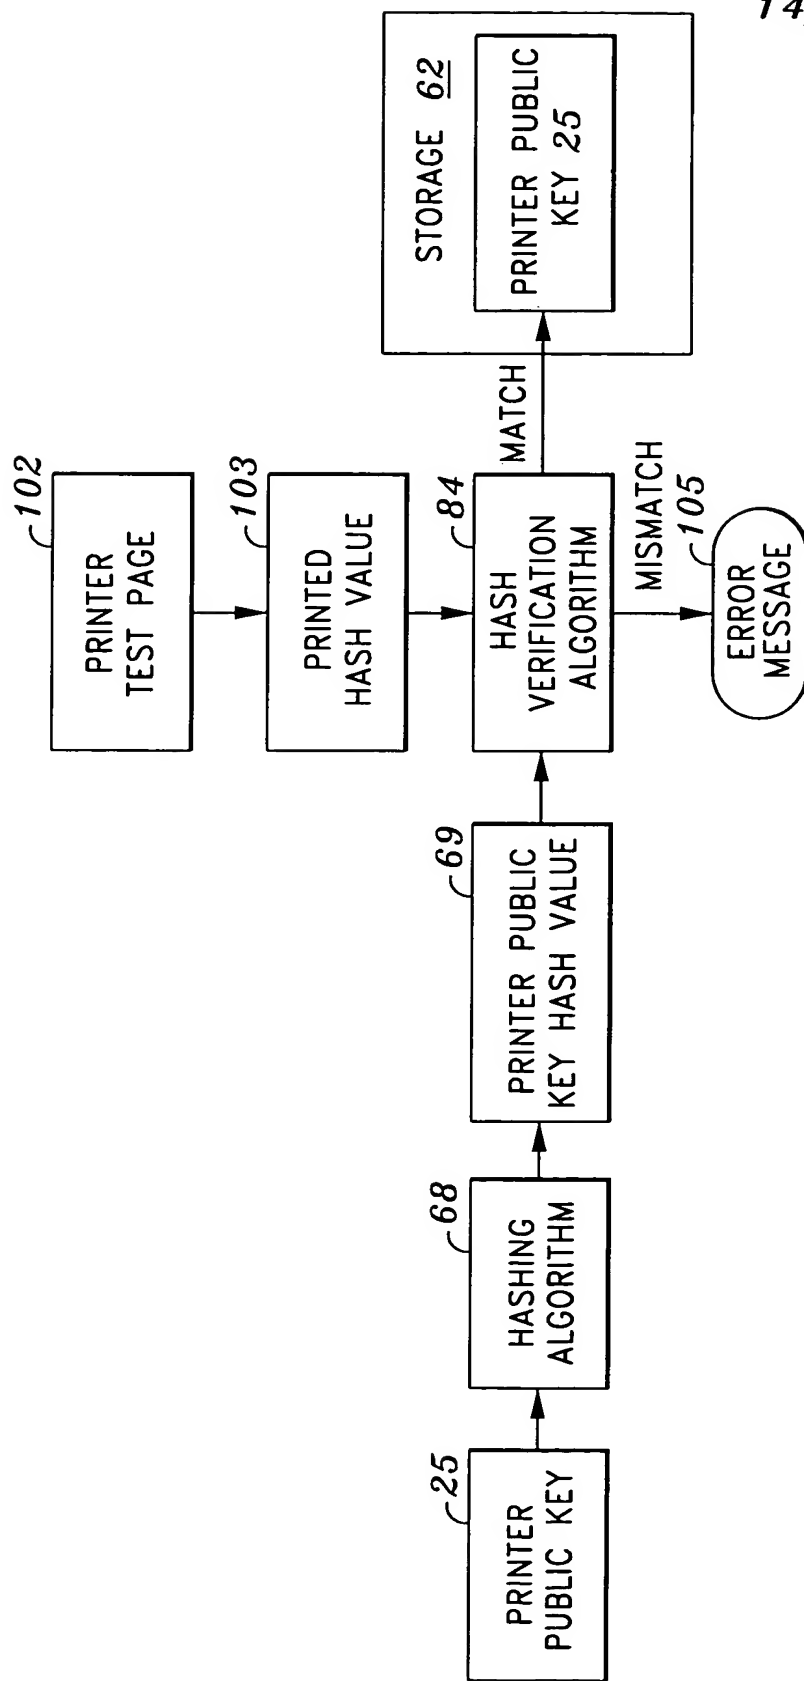 14
102
PRINTER
TEST PAGE
103
PRINTED
HASH VALUE
25
PRINTER
PUBLIC KEY
68
HASHING
ALGORITHM
69
PRINTER PUBLIC
KEY HASH VALUE
84
HASH
VERIFICATION
ALGORITHM
MATCH
STORAGE 62
PRINTER PUBLIC
KEY 25
MISMATCH
105
ERROR
MESSAGE